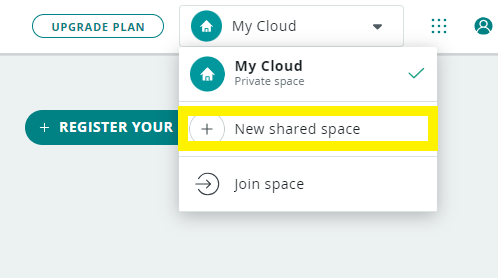 UPGRADE PLAN
My Cloud
My Cloud
Private space
+ REGISTER YOUR
New shared space
Join space